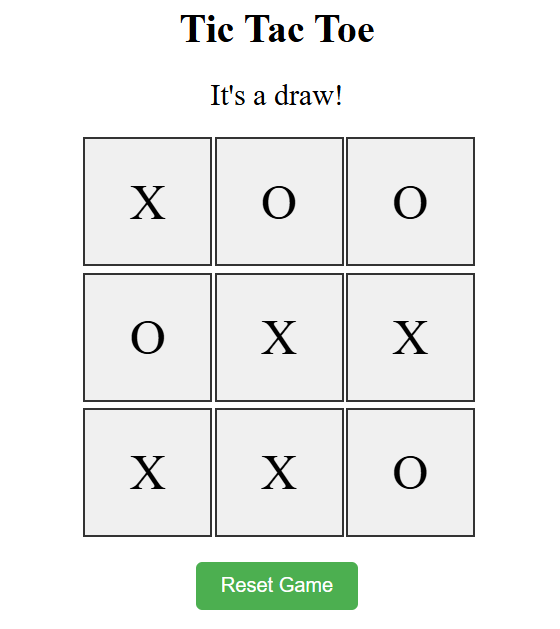 Tic Tac Toe
It's a draw!
X O O
O X X
X X O
Reset Game